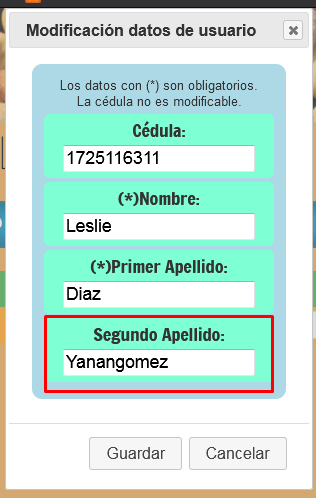 Modificación datos de usuario
Los datos con (*) son obligatorios.
La cédula no es modificable.
Cédula:
1725116311
(*)Nombre:
Leslie
(*)Primer Apellido:
Diaz
Segundo Apellido:
Yanangomez
Guardar Cancelar